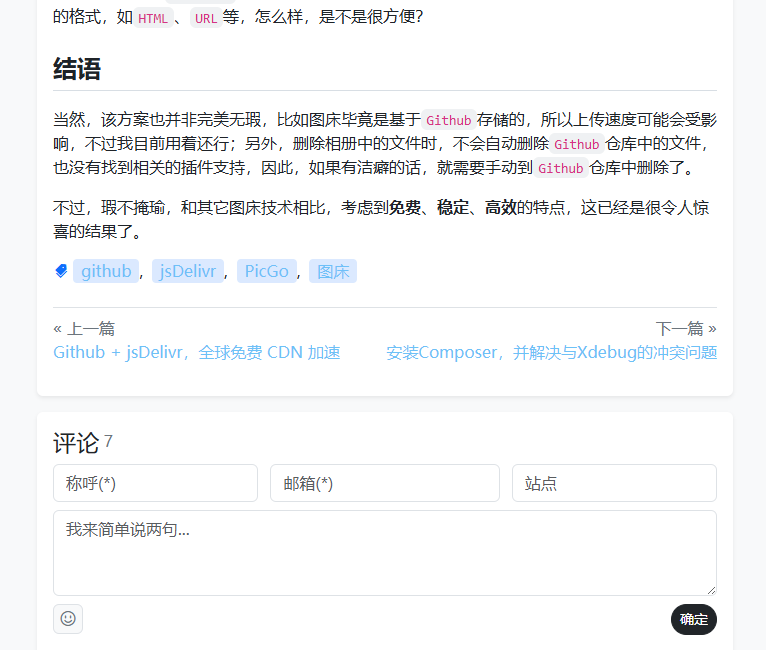 的格式，如 HTML 、 URL 等，怎么样，是不是很方便？
结语
当然，该方案也并非完美无瑕，比如图床毕竟是基于 Github 存储的，所以上传速度可能会受影
响，不过我目前用着还行；另外，删除相册中的文件时，不会自动删除 Github 仓库中的文件，
也没有找到相关的插件支持，因此，如果有洁癖的话，就需要手动到 Github 仓库中删除了。
不过，瑕不掩瑜，和其它图床技术相比，考虑到免费、稳定、高效的特点，这已经是很令人惊
喜的结果了。
github ， jsDelivr ， PicGo ， 图床
« 上一篇 下一篇 »
Github + jsDelivr，全球免费 CDN 加速 安装Composer，并解决与Xdebug的冲突问题
评论 7
称呼(*) 邮箱(*) 站点
我来简单说两句...
确定